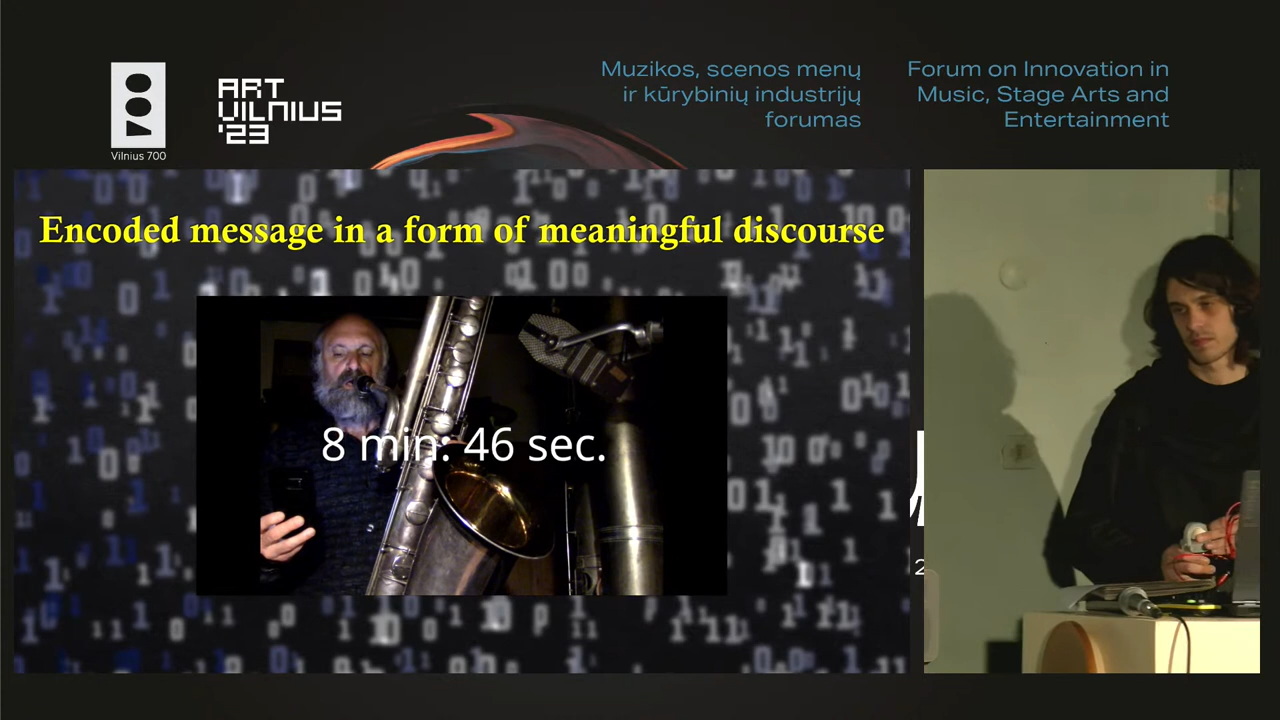 Vilnius 700
ART
VILNIUS
'23
Muzikos, scenos menų
ir kūrybinių industrijų
forumas
Forum on Innovation in
Music, Stage Arts and
Entertainment
Encoded message in a form of meaningful discourse
8 min: 46 sec.